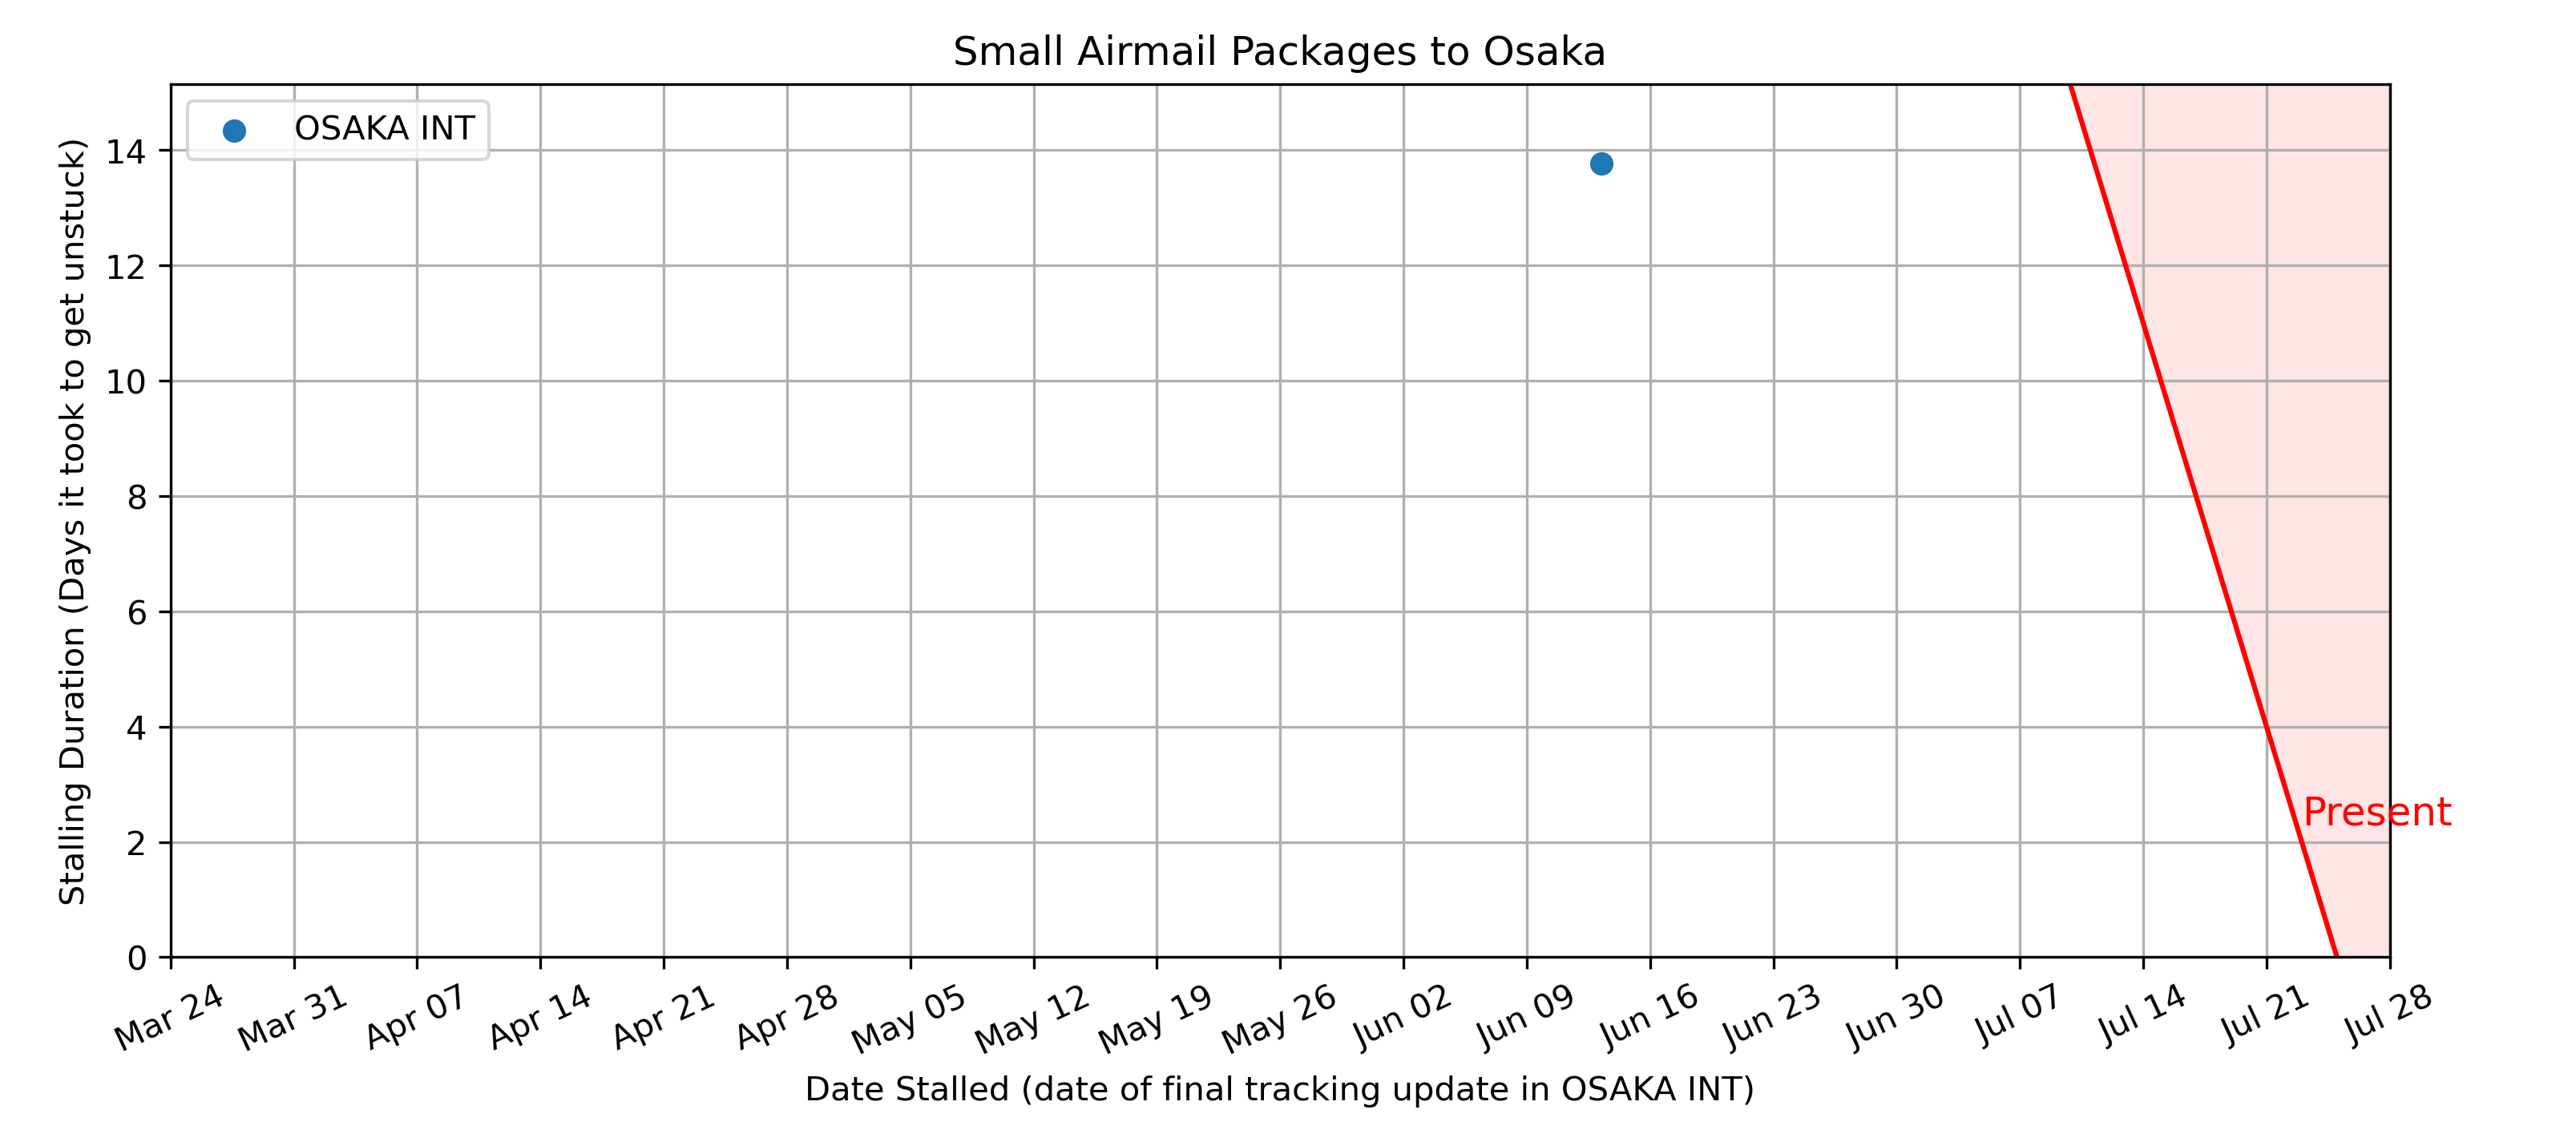 Small Airmail Packages to Osaka
OSAKA INT
Stalling Duration (Days it took to get unstuck)
14
12
10
8
6
4
2
0
Present
Mar 24 Mar 31 Apr 07 Apr 14 Apr 21 Apr 28 May 05 May 12 May 19 May 26 Jun 02 Jun 09 Jun 16 Jun 23 Jun 30 Jul 07 Jul 14 Jul 21 Jul 28
Date Stalled (date of final tracking update in OSAKA INT)